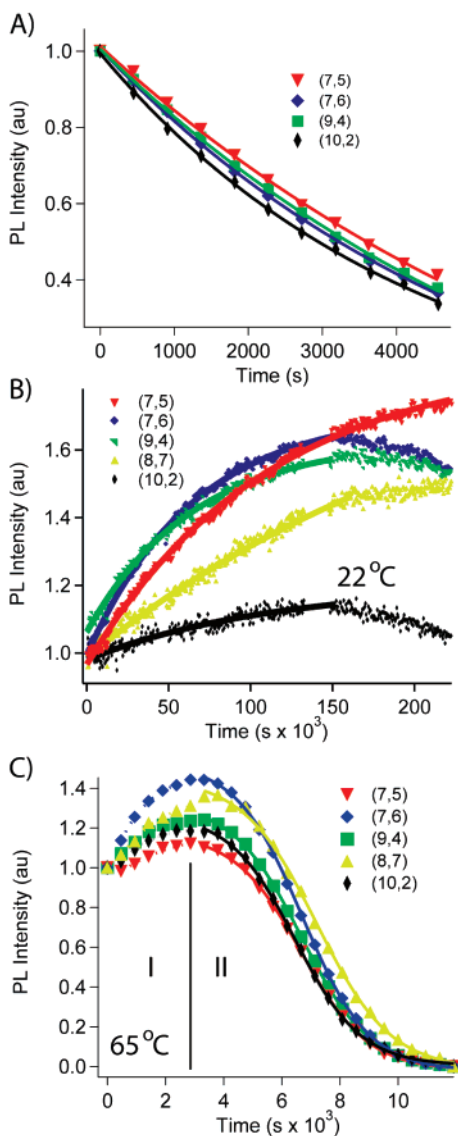 A)
1.0
0.8
0.6
0.4
PL Intensity (au)
(7,5)
(7,6)
(9,4)
(10,2)
0 1000 2000 3000 4000
Time (s)
B)
1.6
1.4
1.2
1.0
PL Intensity (au)
(7,5)
(7,6)
(9,4)
(8,7)
(10,2)
22°C
0 50 100 150 200
Time (s x 10³)
C)
1.4
1.2
1.0
0.8
0.6
0.4
0.2
0.0
PL Intensity (au)
(7,5)
(7,6)
(9,4)
(8,7)
(10,2)
I II
65°C
0 2 4 6 8 10
Time (s x 10³)